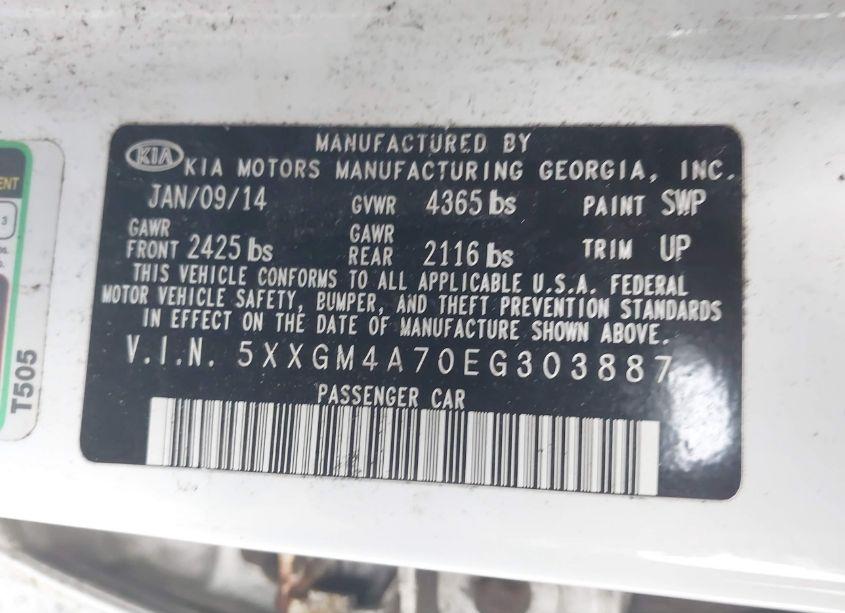 MANUFACTURED BY
KIA KIA MOTORS MANUFACTURING GEORGIA, INC.
JAN/09/14 GVWR 4365 lbs PAINT SWP
GAWR FRONT 2425 lbs GAWR REAR 2116 lbs TRIM UP
THIS VEHICLE CONFORMS TO ALL APPLICABLE U.S.A. FEDERAL
MOTOR VEHICLE SAFETY, BUMPER, AND THEFT PREVENTION STANDARDS
IN EFFECT ON THE DATE OF MANUFACTURE SHOWN ABOVE.
V.I.N. 5XXGM4A70EG303887
PASSENGER CAR
T505